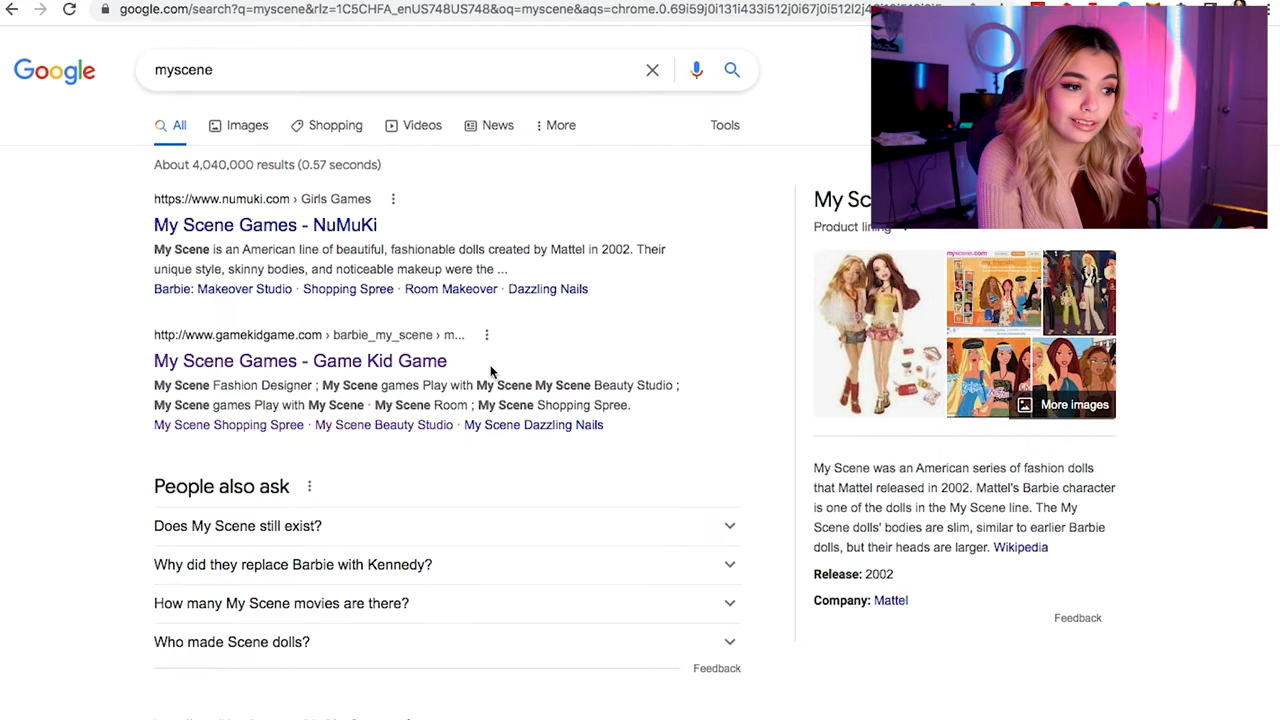 google.com/search?q=myscene&rlz=1C5CHFA_enUS748US748&oq=myscene&aqs=chrome.0.69i59j0i131i433i512j0i67j0i512l2j46
Google
myscene
All
Images
Shopping
Videos
News
More
Tools
About 4,040,000 results (0.57 seconds)
https://www.numuki.com › Girls Games
My Scene Games - NuMuKi
My Scene is an American line of beautiful, fashionable dolls created by Mattel in 2002. Their
unique style, skinny bodies, and noticeable makeup were the ...
Barbie: Makeover Studio · Shopping Spree · Room Makeover · Dazzling Nails
http://www.gamekidgame.com › barbie_my_scene › m...
My Scene Games - Game Kid Game
My Scene Fashion Designer ; My Scene games Play with My Scene My Scene Beauty Studio ;
My Scene games Play with My Scene · My Scene Room ; My Scene Shopping Spree.
My Scene Shopping Spree · My Scene Beauty Studio · My Scene Dazzling Nails
People also ask
Does My Scene still exist?
Why did they replace Barbie with Kennedy?
How many My Scene movies are there?
Who made Scene dolls?
Feedback
My Sc
Product lining
myscene.com
More images
My Scene was an American series of fashion dolls
that Mattel released in 2002. Mattel's Barbie character
is one of the dolls in the My Scene line. The My
Scene dolls' bodies are slim, similar to earlier Barbie
dolls, but their heads are larger. Wikipedia
Release: 2002
Company: Mattel
Feedback